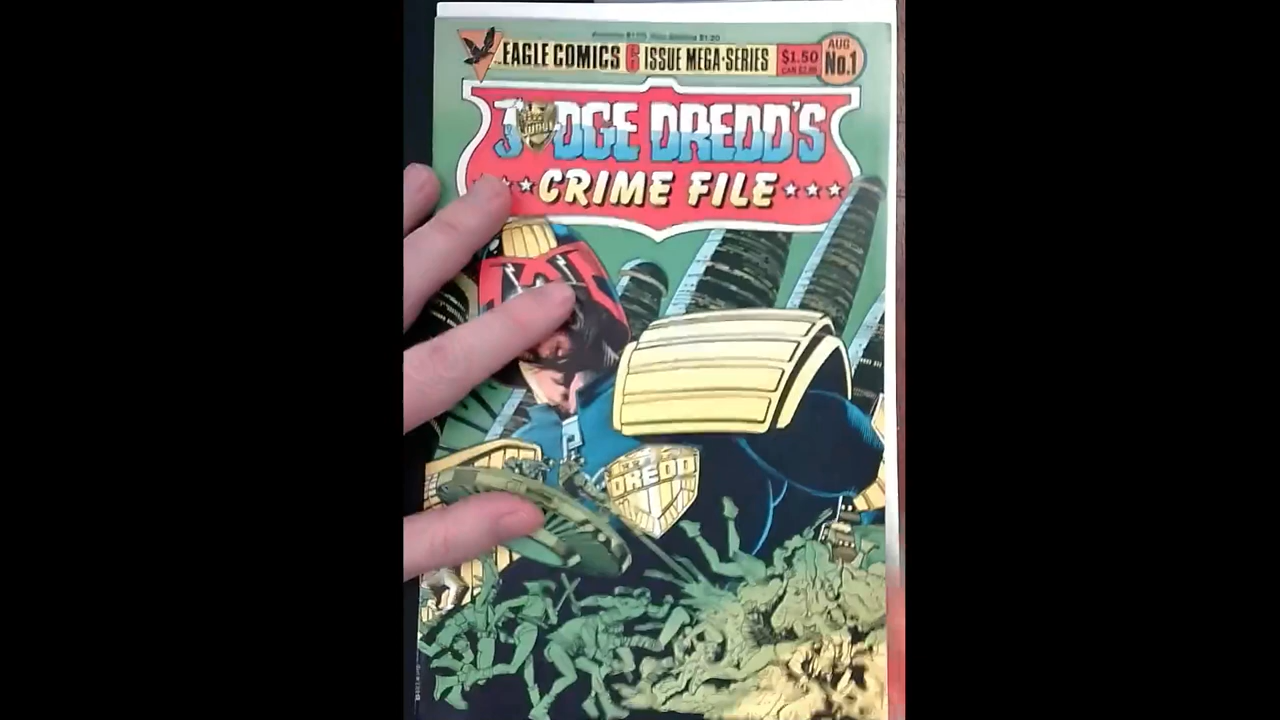 EAGLE COMICS 6 ISSUE MEGA-SERIES
$1.50
AUG
No.1
JUDGE DREDD'S
CRIME FILE
DREDD